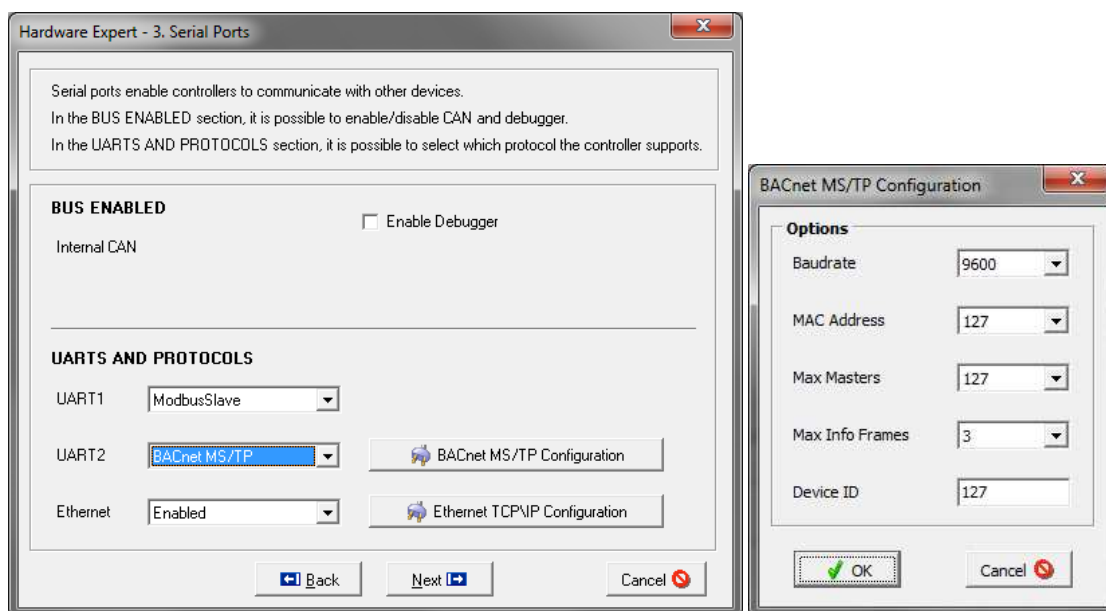 Hardware Expert - 3. Serial Ports
Serial ports enable controllers to communicate with other devices.
In the BUS ENABLED section, it is possible to enable/disable CAN and debugger.
In the UARTS AND PROTOCOLS section, it is possible to select which protocol the controller supports.
BUS ENABLED
Enable Debugger
Internal CAN
UARTS AND PROTOCOLS
UART1 ModbusSlave
UART2 BACnet MS/TP BACnet MS/TP Configuration
Ethernet Enabled Ethernet TCP\IP Configuration
Back Next Cancel
BACnet MS/TP Configuration
Options
Baudrate 9600
MAC Address 127
Max Masters 127
Max Info Frames 3
Device ID 127
OK Cancel